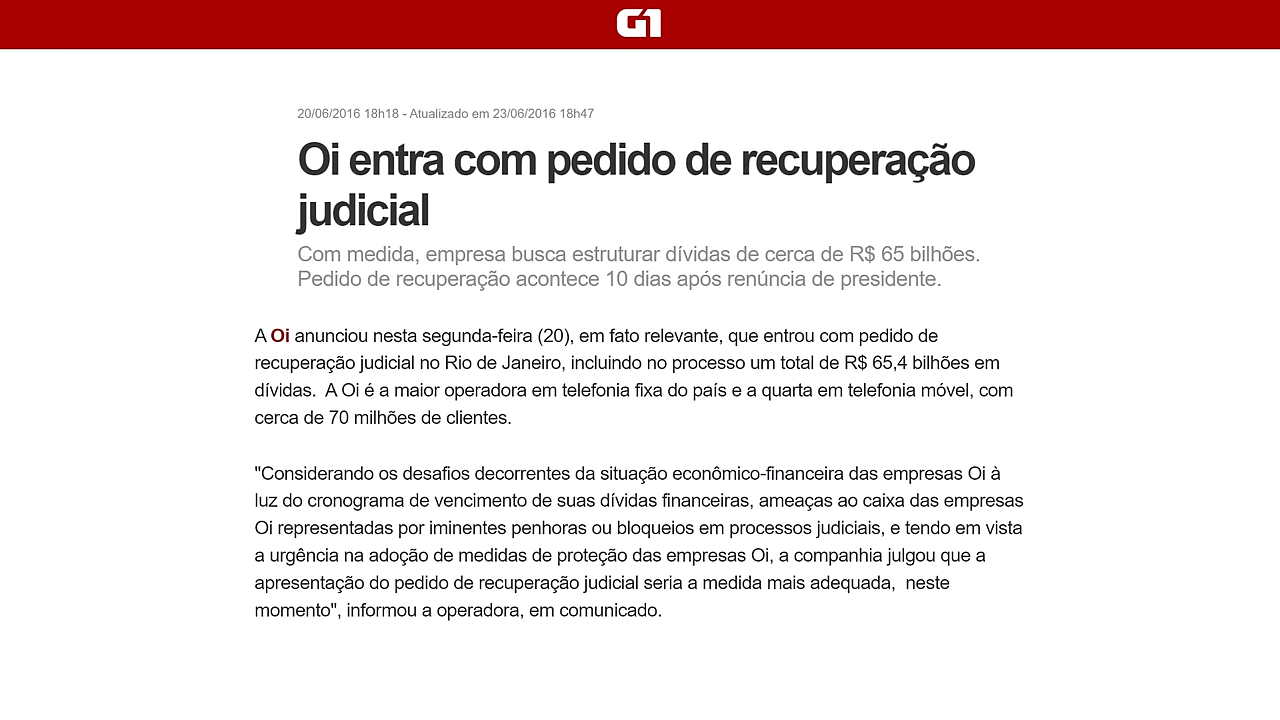 G1
20/06/2016 18h18 - Atualizado em 23/06/2016 18h47
Oi entra com pedido de recuperação
judicial
Com medida, empresa busca estruturar dívidas de cerca de R$ 65 bilhões.
Pedido de recuperação acontece 10 dias após renúncia de presidente.
A Oi anunciou nesta segunda-feira (20), em fato relevante, que entrou com pedido de
recuperação judicial no Rio de Janeiro, incluindo no processo um total de R$ 65,4 bilhões em
dívidas.  A Oi é a maior operadora em telefonia fixa do país e a quarta em telefonia móvel, com
cerca de 70 milhões de clientes.
"Considerando os desafios decorrentes da situação econômico-financeira das empresas Oi à
luz do cronograma de vencimento de suas dívidas financeiras, ameaças ao caixa das empresas
Oi representadas por iminentes penhoras ou bloqueios em processos judiciais, e tendo em vista
a urgência na adoção de medidas de proteção das empresas Oi, a companhia julgou que a
apresentação do pedido de recuperação judicial seria a medida mais adequada,  neste
momento", informou a operadora, em comunicado.